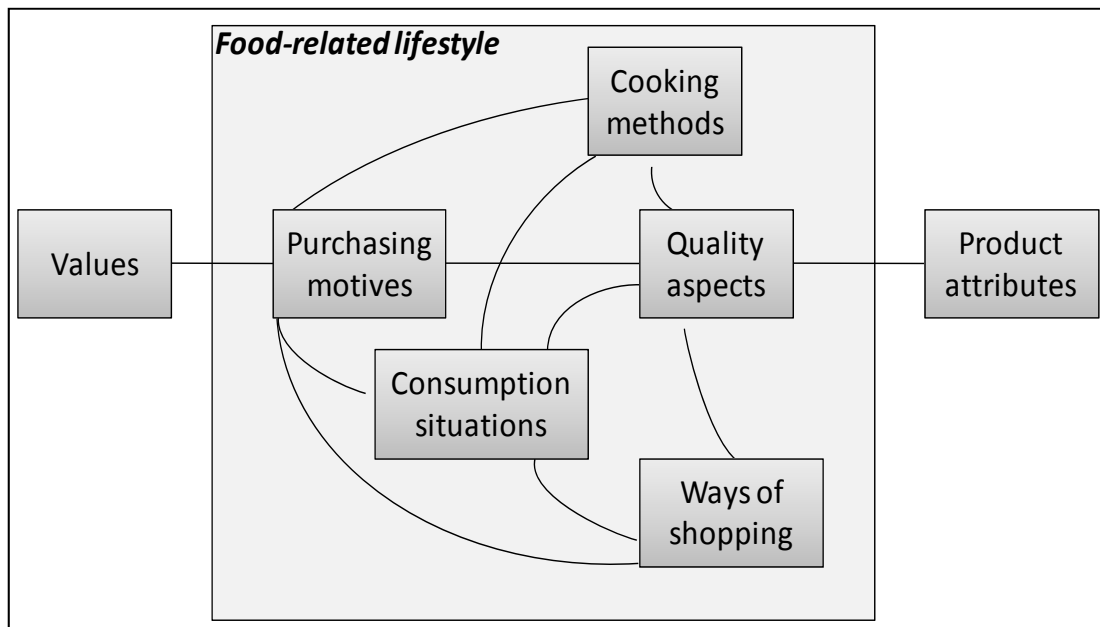 Food-related lifestyle
Cooking
methods
Values
Purchasing
motives
Quality
aspects
Product
attributes
Consumption
situations
Ways of
shopping